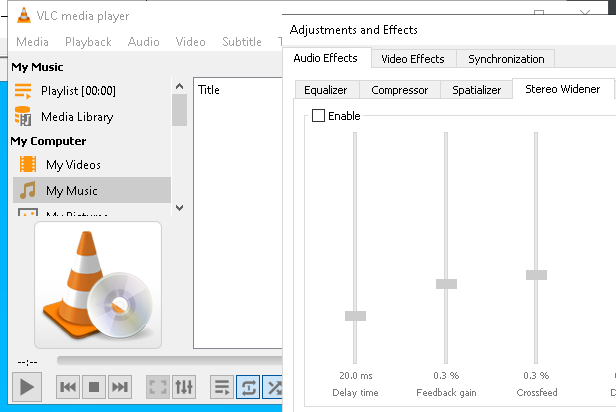 VLC media player
Media Playback Audio Video Subtitle
My Music
Playlist [00:00]
Media Library
My Computer
My Videos
My Music
My Pictures
Title
--:--
Adjustments and Effects
Audio Effects Video Effects Synchronization
Equalizer Compressor Spatializer Stereo Widener
Enable
20.0 ms 0.3 % 0.3 %
Delay time Feedback gain Crossfeed